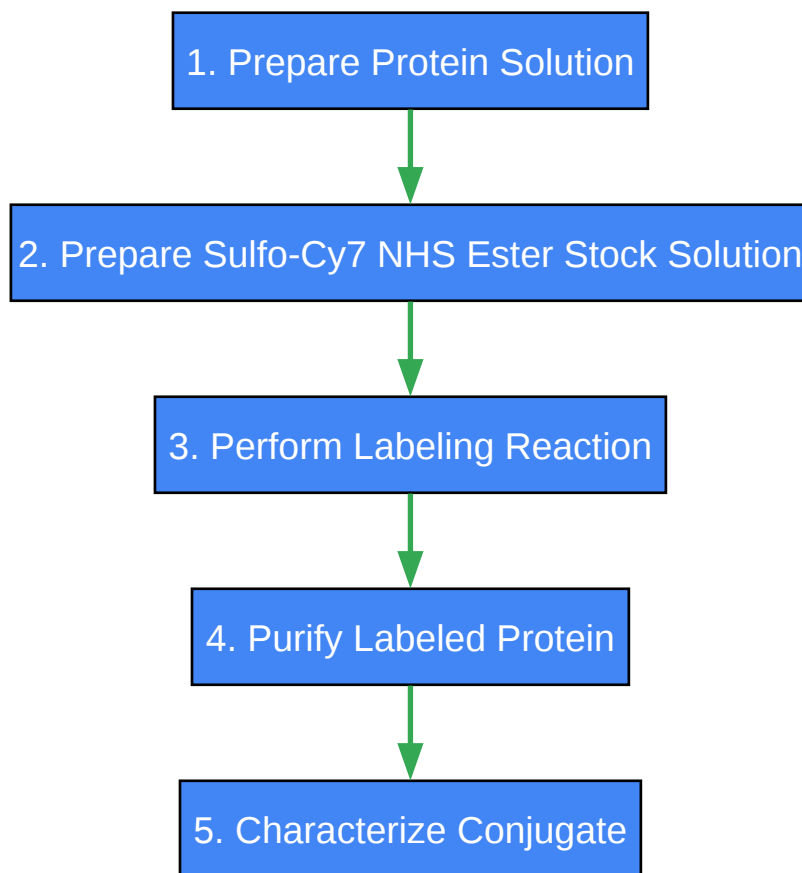 1. Prepare Protein Solution
2. Prepare Sulfo-Cy7 NHS Ester Stock Solution
3. Perform Labeling Reaction
4. Purify Labeled Protein
5. Characterize Conjugate